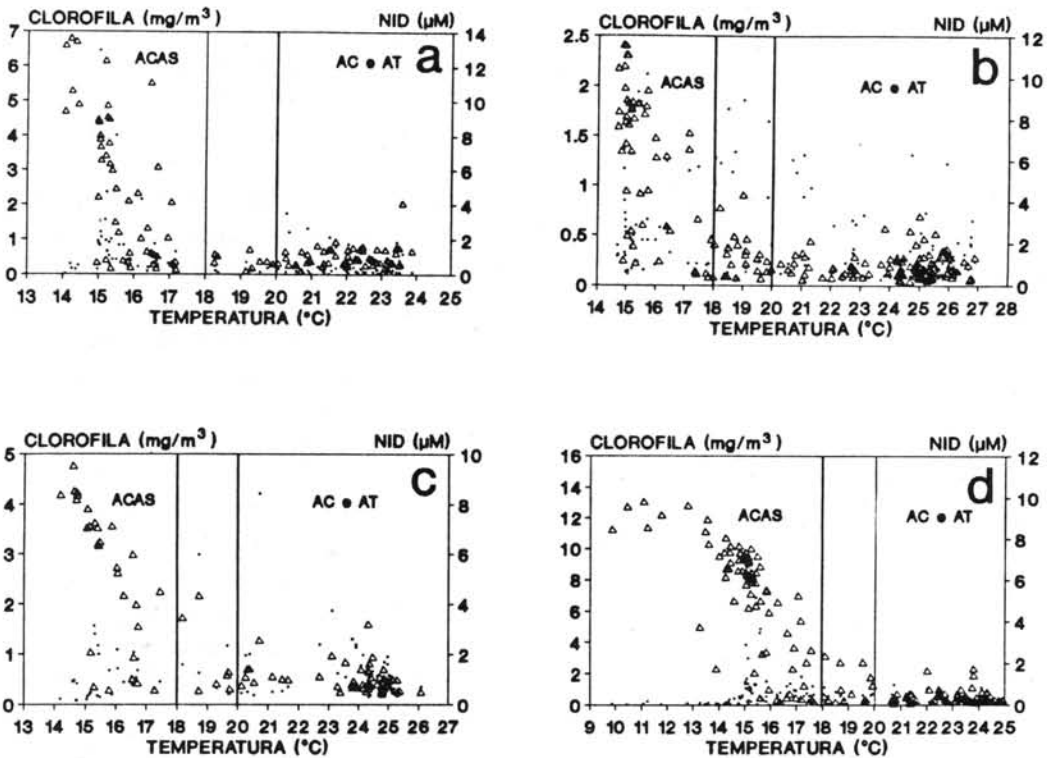 CLOROFILA (mg/m³) NID (µM)
7 14
6 12
5 10
4 8
3 6
2 4
1 2
0 0
ACAS AC ● AT a
13 14 15 16 17 18 19 20 21 22 23 24 25
TEMPERATURA (°C)
CLOROFILA (mg/m³) NID (µM)
2.5 12
2 10
1.5 8
1 6
0.5 4
0 2
0
ACAS AC ● AT b
14 15 16 17 18 19 20 21 22 23 24 25 26 27 28
TEMPERATURA (°C)
CLOROFILA (mg/m³) NID (µM)
5 10
4 8
3 6
2 4
1 2
0 0
ACAS AC ● AT c
13 14 15 16 17 18 19 20 21 22 23 24 25 26 27
TEMPERATURA (°C)
CLOROFILA (mg/m³) NID (µM)
16 12
14 10
12 8
10 6
8 4
6 2
4 0
2
0
ACAS AC ● AT d
9 10 11 12 13 14 15 16 17 18 19 20 21 22 23 24 25
TEMPERATURA (°C)